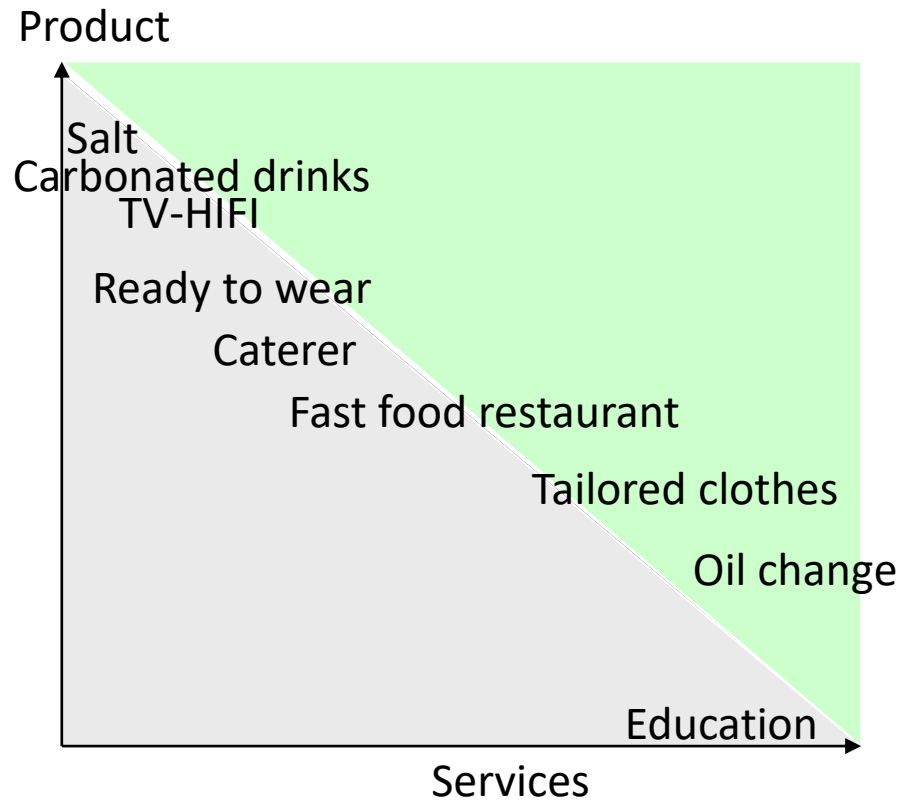 Product
Salt
Carbonated drinks
TV-HIFI
Ready to wear
Caterer
Fast food restaurant
Tailored clothes
Oil change
Education
Services